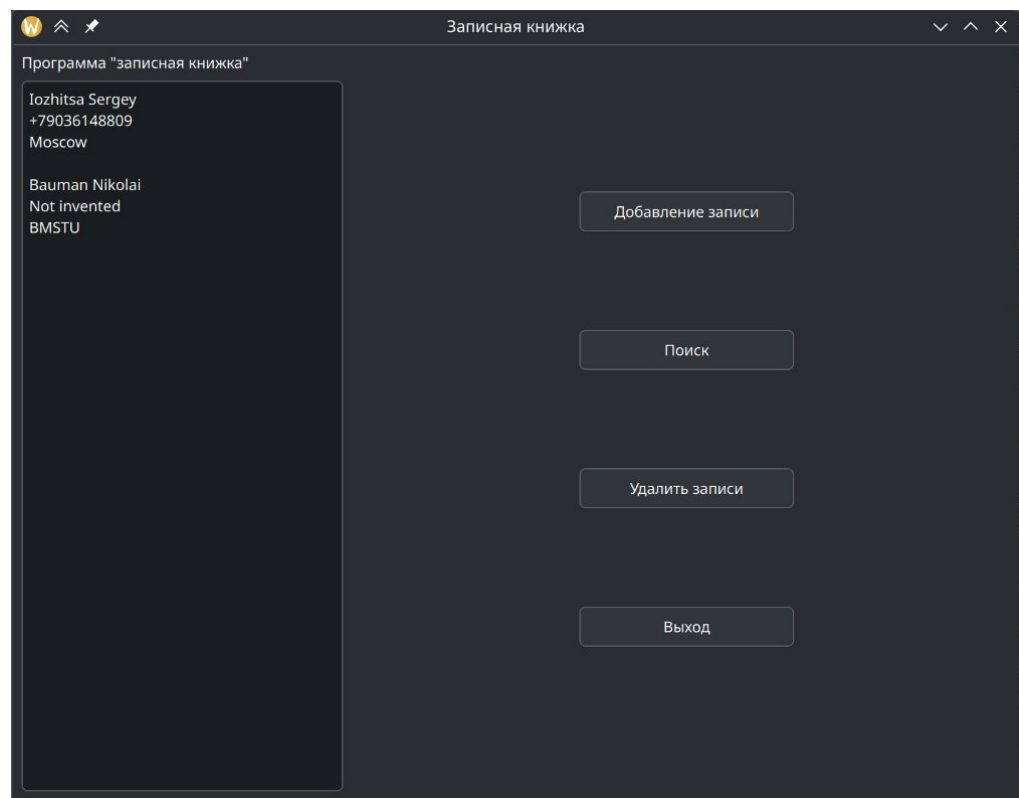 Записная книжка
Программа "записная книжка"
Iozhitsa Sergey
+79036148809
Moscow
Bauman Nikolai
Not invented
BMSTU
Добавление записи
Поиск
Удалить записи
Выход